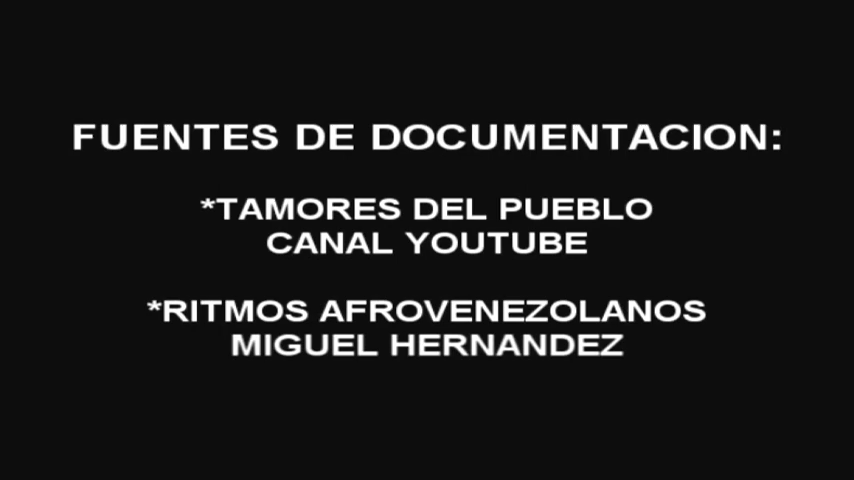 FUENTES DE DOCUMENTACION:
*TAMORES DEL PUEBLO
CANAL YOUTUBE
*RITMOS AFROVENEZOLANOS
MIGUEL HERNANDEZ